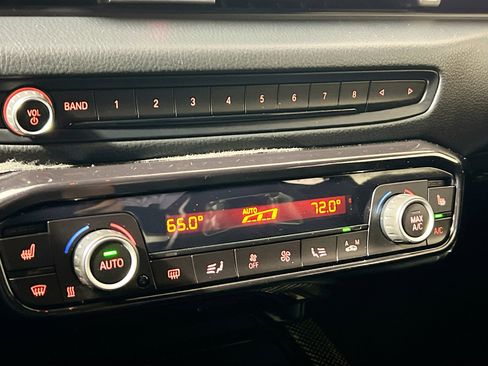 VOL BAND 1 2 3 4 5 6 7 8
65.0° AUTO 72.0°
MAX A/C
AUTO OFF A M A/C